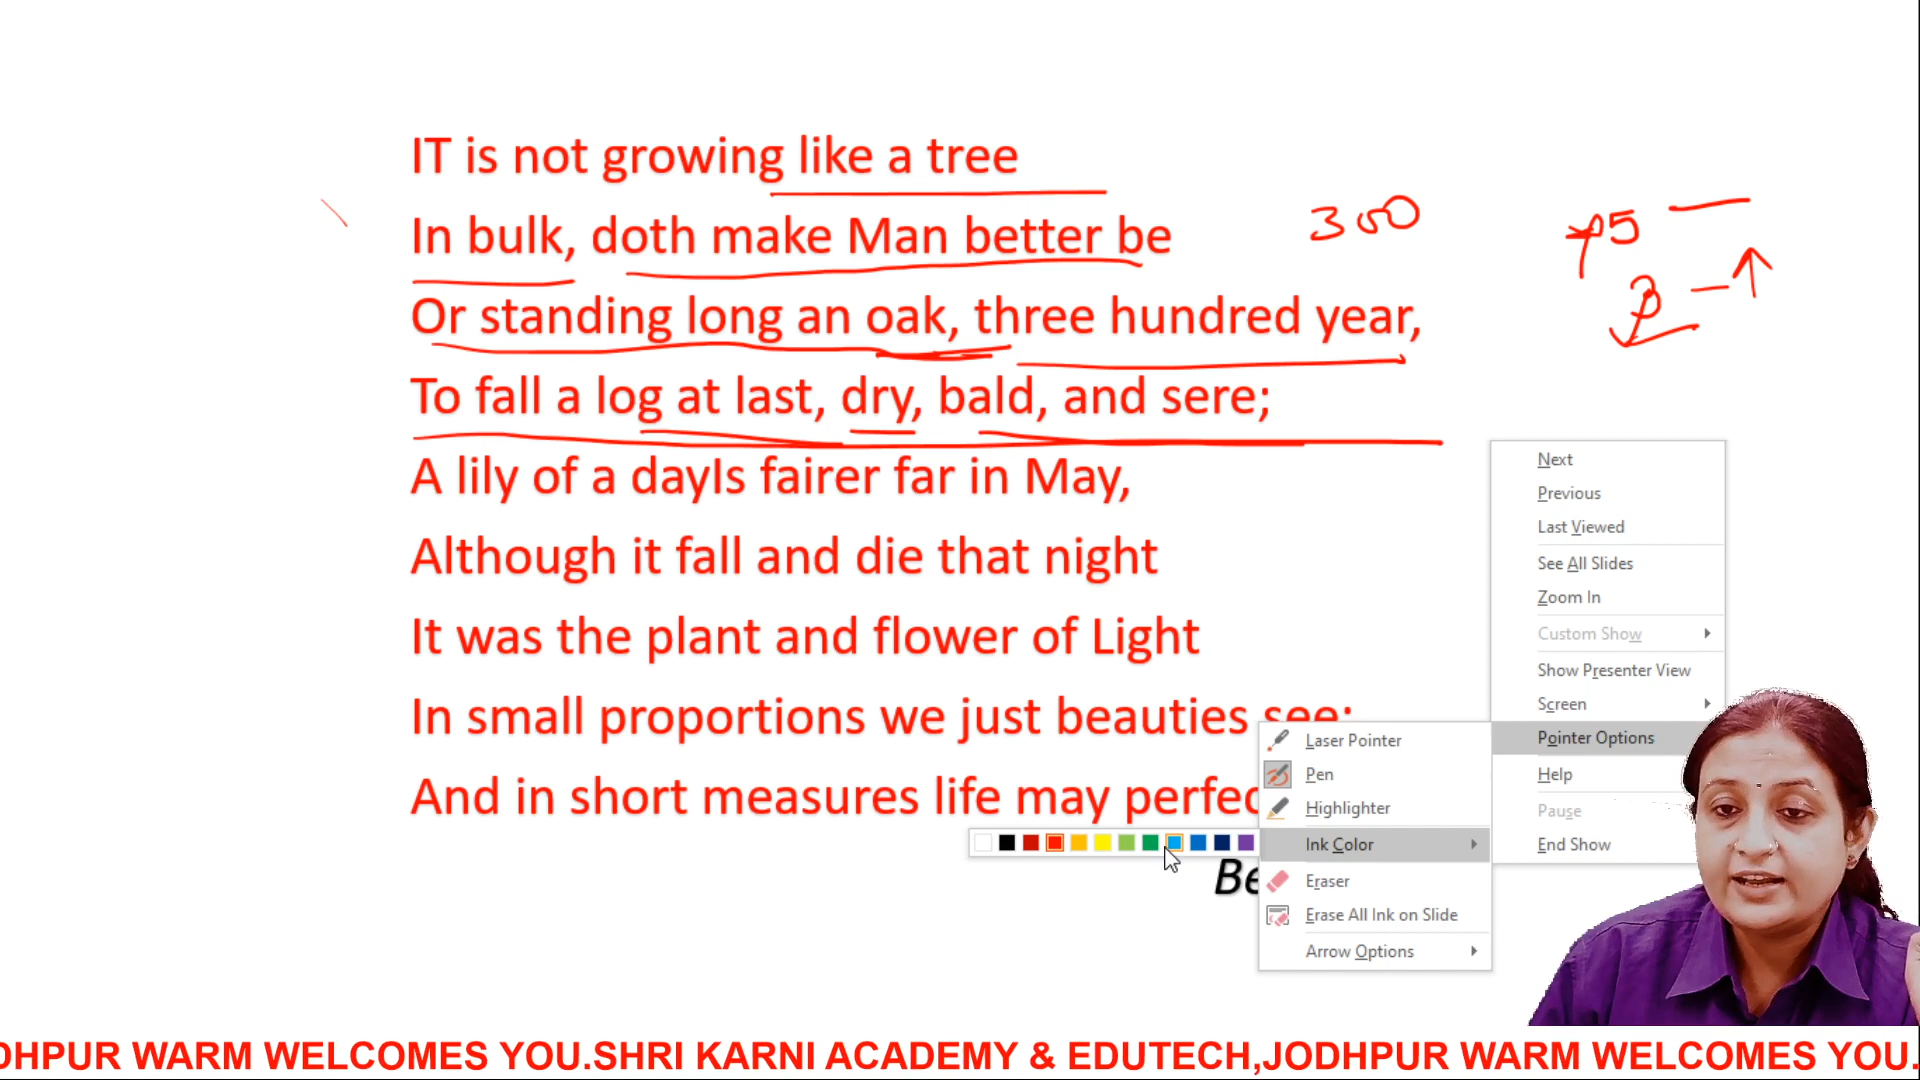 IT is not growing like a tree
In bulk, doth make Man better be
300
75
Or standing long an oak, three hundred year,
3
To fall a log at last, dry, bald, and sere;
A lily of a dayIs fairer far in May,
Although it fall and die that night
It was the plant and flower of Light
In small proportions we just beauties see;
And in short measures life may perfec
Be
Next
Previous
Last Viewed
See All Slides
Zoom In
Custom Show
Show Presenter View
Screen
Pointer Options
Help
Pause
End Show
Laser Pointer
Pen
Highlighter
Ink Color
Eraser
Erase All Ink on Slide
Arrow Options
DHPUR WARM WELCOMES YOU.SHRI KARNI ACADEMY & EDUTECH,JODHPUR WARM WELCOMES YOU.